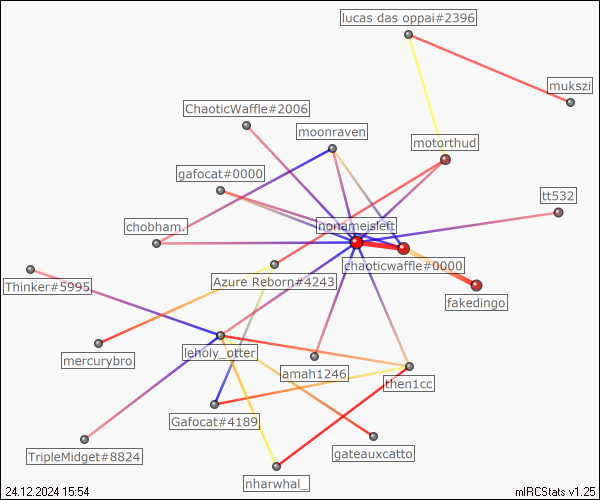 lucas das oppai#2396
mukszi
ChaoticWaffle#2006
moonraven
motorthud
gafocat#0000
tt532
chobham.
nonameisleft
chaoticwaffle#0000
Thinker#5995
Azure Reborn#4243
fakedingo
mercurybro
leholy_otter
amah1246
then1cc
Gafocat#4189
gateauxcatto
TripleMidget#8824
nharwhal_
24.12.2024 15:54
mIRCStats v1.25